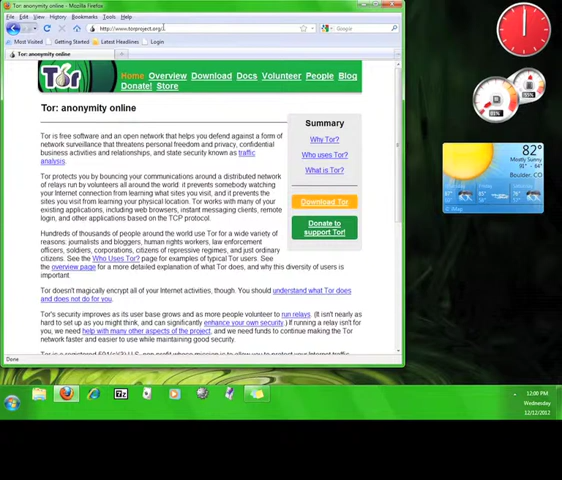 Tor: anonymity online - Mozilla Firefox
File Edit View History Bookmarks Tools Help
http://www.torproject.org/
Google
Most Visited Getting Started Latest Headlines Login
Tor: anonymity online
Tor
Home Overview Download Docs Volunteer People Blog
Donate! Store
Tor: anonymity online
Tor is free software and an open network that helps you defend against a form of
network surveillance that threatens personal freedom and privacy, confidential
business activities and relationships, and state security known as traffic
analysis.
Tor protects you by bouncing your communications around a distributed network
of relays run by volunteers all around the world: it prevents somebody watching
your Internet connection from learning what sites you visit, and it prevents the
sites you visit from learning your physical location. Tor works with many of your
existing applications, including web browsers, instant messaging clients, remote
login, and other applications based on the TCP protocol.
Hundreds of thousands of people around the world use Tor for a wide variety of
reasons: journalists and bloggers, human rights workers, law enforcement
officers, soldiers, corporations, citizens of repressive regimes, and just ordinary
citizens. See the Who Uses Tor? page for examples of typical Tor users. See
the overview page for a more detailed explanation of what Tor does, and why this diversity of users is
important.
Tor doesn't magically encrypt all of your Internet activities, though. You should understand what Tor does
and does not do for you.
Tor's security improves as its user base grows and as more people volunteer to run relays. (It isn't nearly as
hard to set up as you might think, and can significantly enhance your own security.) If running a relay isn't for
you, we need help with many other aspects of the project, and we need funds to continue making the Tor
network faster and easier to use while maintaining good security.
Tor is a registered 501(c)(3) U.S. non-profit whose mission is to allow you to protect your Internet traffic
Summary
Why Tor?
Who uses Tor?
What is Tor?
Download Tor
Donate to
support Tor!
Done
82°
Mostly Sunny
91° - 64°
Boulder, CO
12:00 PM
Wednesday
12/12/2012